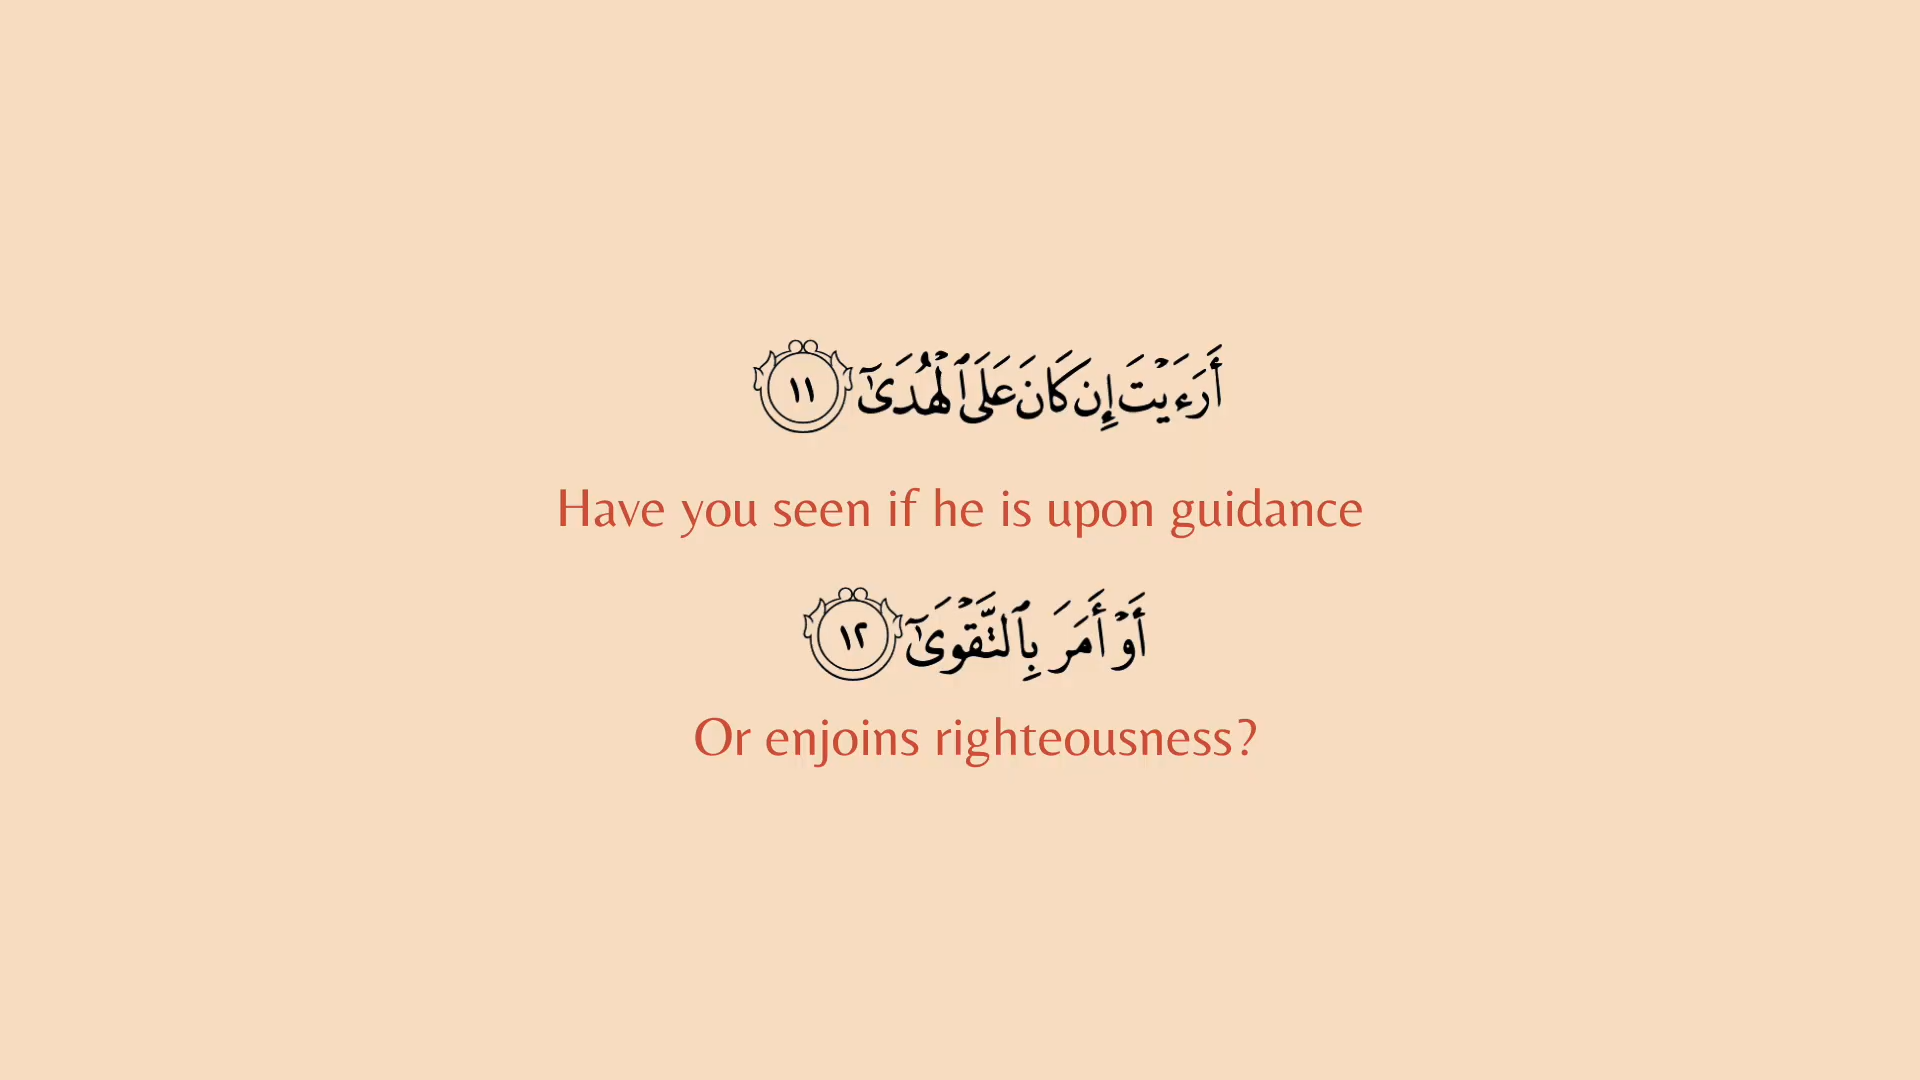 أَرَءَيۡتَ إِن كَانَ عَلَى ٱلۡهُدَىٰٓ ١١
Have you seen if he is upon guidance
أَوۡ أَمَرَ بِٱلتَّقۡوَىٰٓ ١٢
Or enjoins righteousness?